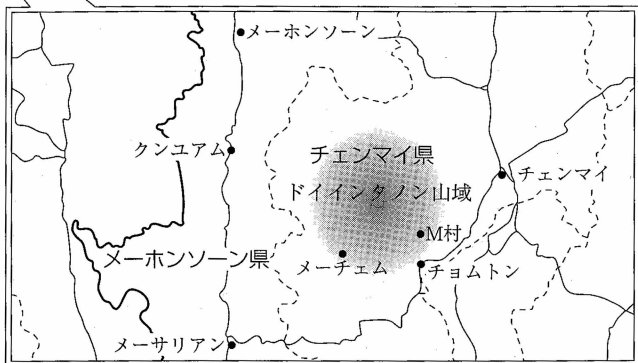 メーホンソーン
クンユアム
チェンマイ県
チェンマイ
ドイインタノン山域
M村
メーホンソーン県
メーチェム
チョムトン
メーサリアン